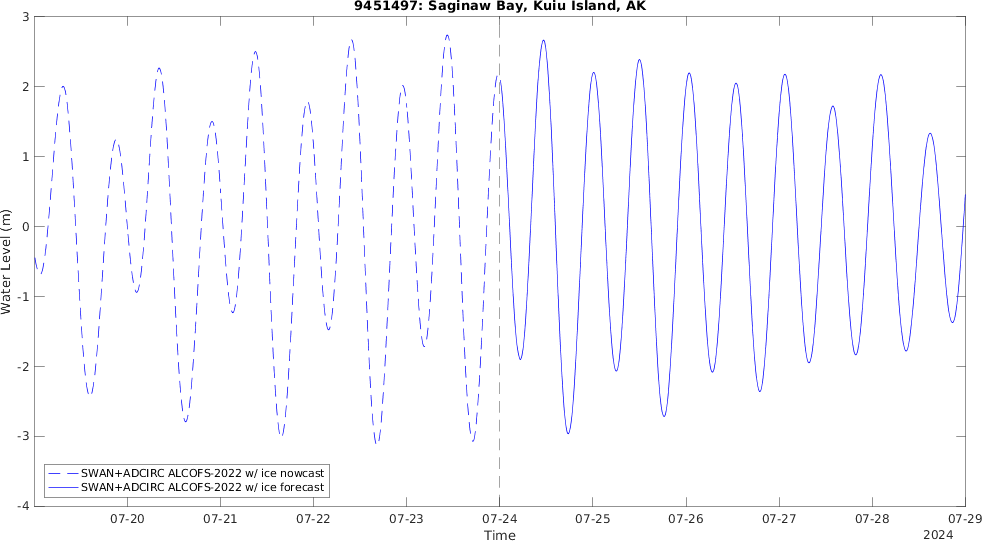 9451497: Saginaw Bay, Kuiu Island, AK
3
2
1
0
-1
-2
-3
-4
Water Level (m)
SWAN+ADCIRC ALCOFS-2022 w/ ice nowcast
SWAN+ADCIRC ALCOFS-2022 w/ ice forecast
07-20 07-21 07-22 07-23 07-24 07-25 07-26 07-27 07-28 07-29
Time
2024